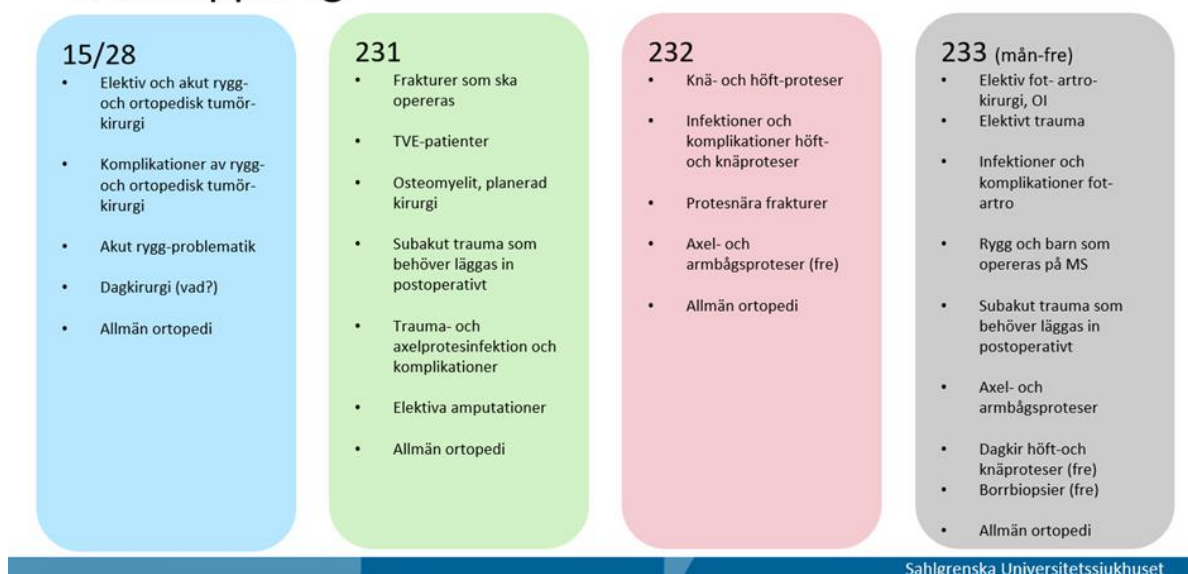 15/28
• Elektiv och akut rygg-
och ortopedisk tumör-
kirurgi
• Komplikationer av rygg-
och ortopedisk tumör-
kirurgi
• Akut rygg-problematik
• Dagkirurgi (vad?)
• Allmän ortopedi
231
• Frakturer som ska
opereras
• TVE-patienter
• Osteomyelit, planerad
kirurgi
• Subakut trauma som
behöver läggas in
postoperativt
• Trauma- och
axelprotesinfektion och
komplikationer
• Elektiva amputationer
• Allmän ortopedi
232
• Knä- och höft-proteser
• Infektioner och
komplikationer höft-
och knäproteser
• Protesnära frakturer
• Axel- och
armbågsproteser (fre)
• Allmän ortopedi
233 (mån-fre)
• Elektiv fot- artro-
kirurgi, OI
• Elektivt trauma
• Infektioner och
komplikationer fot-
artro
• Rygg och barn som
opereras på MS
• Subakut trauma som
behöver läggas in
postoperativt
• Axel- och
armbågsproteser
• Dagkir höft-och
knäproteser (fre)
• Borrbiopsier (fre)
• Allmän ortopedi
Sahlgrenska Universitetssjukhuset